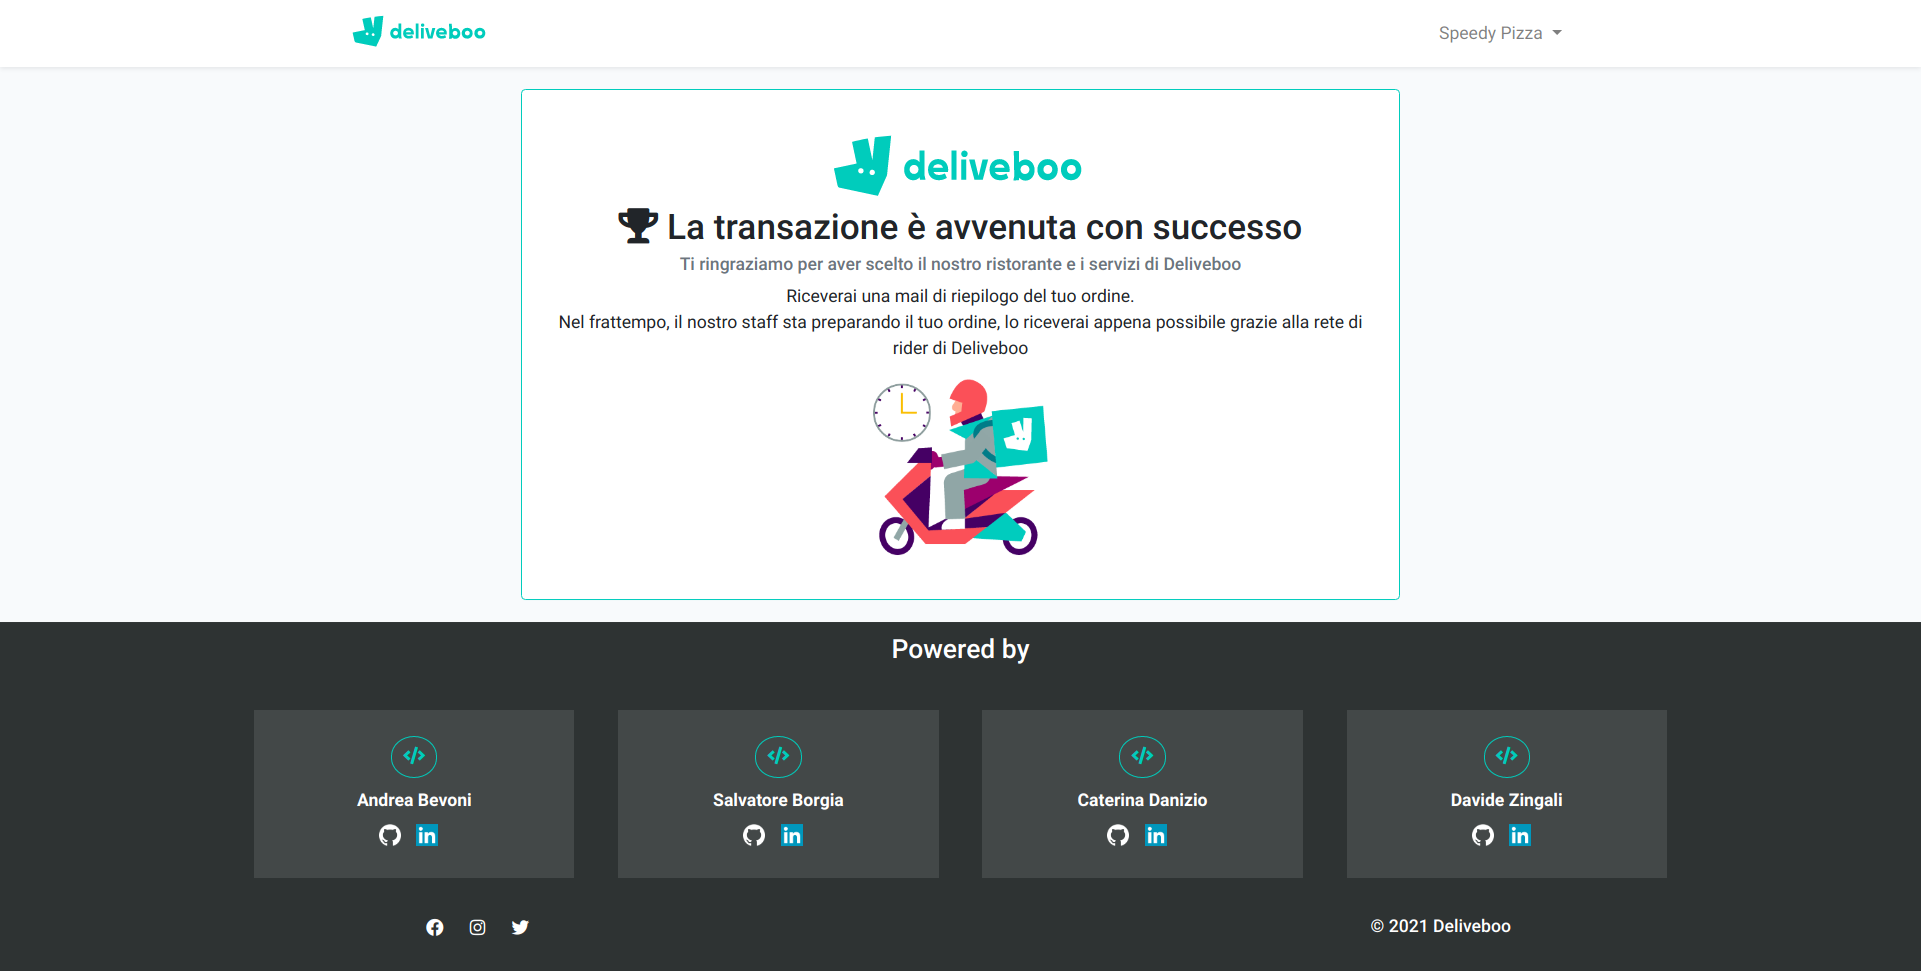 deliveboo
Speedy Pizza
deliveboo
La transazione è avvenuta con successo
Ti ringraziamo per aver scelto il nostro ristorante e i servizi di Deliveboo
Riceverai una mail di riepilogo del tuo ordine.
Nel frattempo, il nostro staff sta preparando il tuo ordine, lo riceverai appena possibile grazie alla rete di
rider di Deliveboo
Powered by
Andrea Bevoni
in
Salvatore Borgia
in
Caterina Danizio
in
Davide Zingali
in
© 2021 Deliveboo